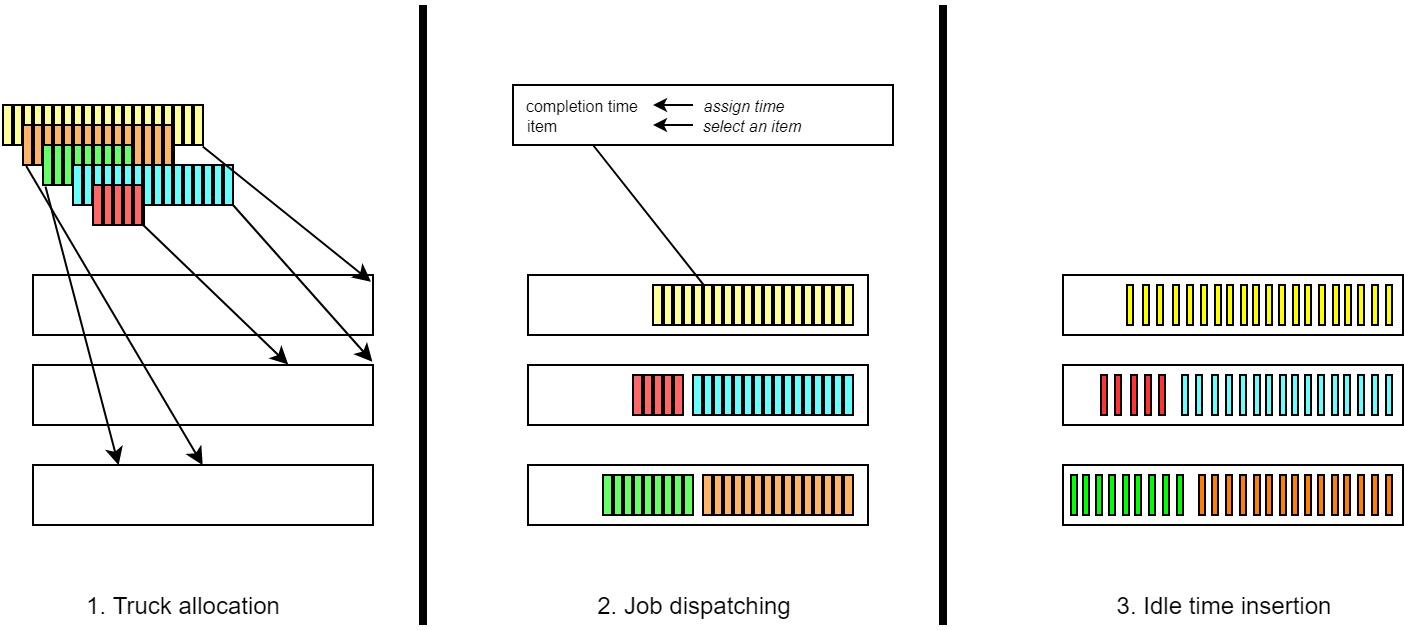 completion time assign time
item select an item
1. Truck allocation
2. Job dispatching
3. Idle time insertion